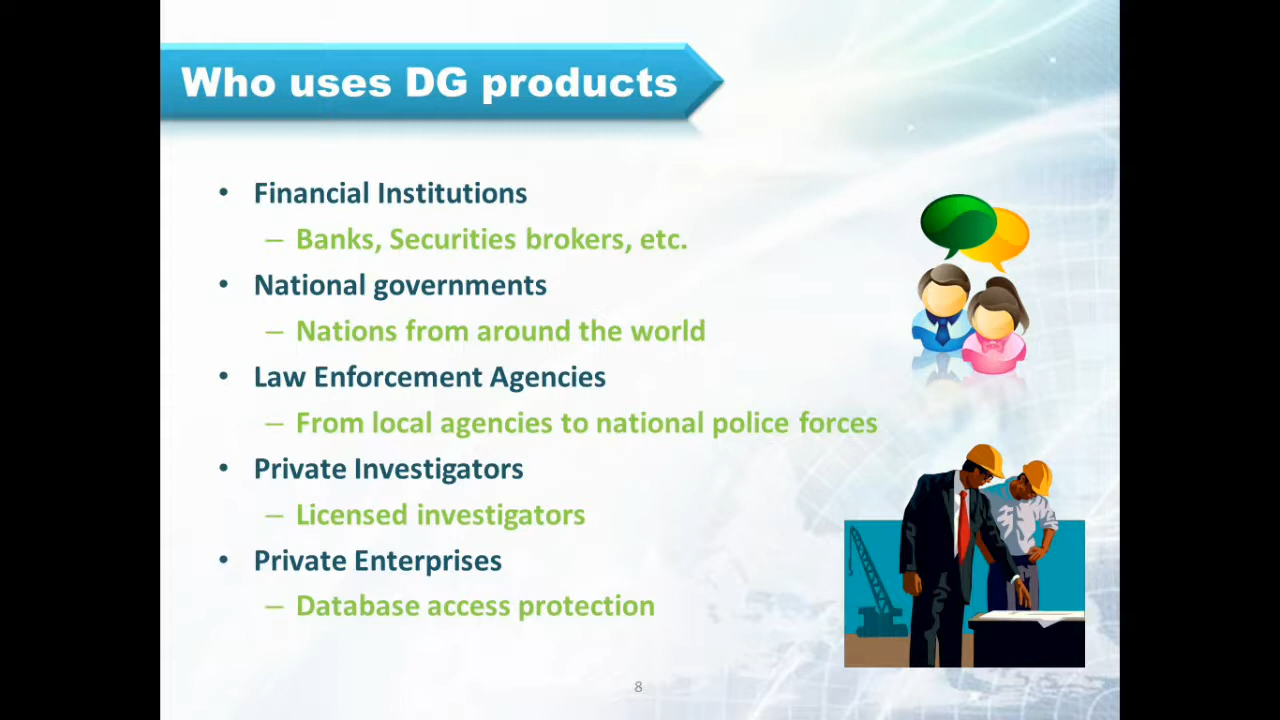 Who uses DG products
• Financial Institutions
– Banks, Securities brokers, etc.
• National governments
– Nations from around the world
• Law Enforcement Agencies
– From local agencies to national police forces
• Private Investigators
– Licensed investigators
• Private Enterprises
– Database access protection
8